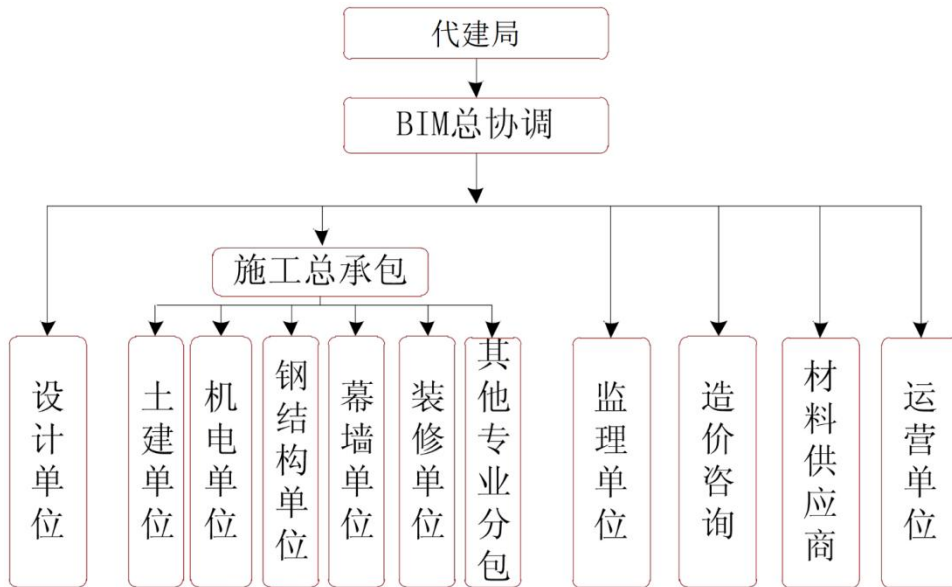 代建局
BIM总协调
施工总承包
设计单位
土建单位
机电单位
钢结构单位
幕墙单位
装修单位
其他专业分包
监理单位
造价咨询
材料供应商
运营单位